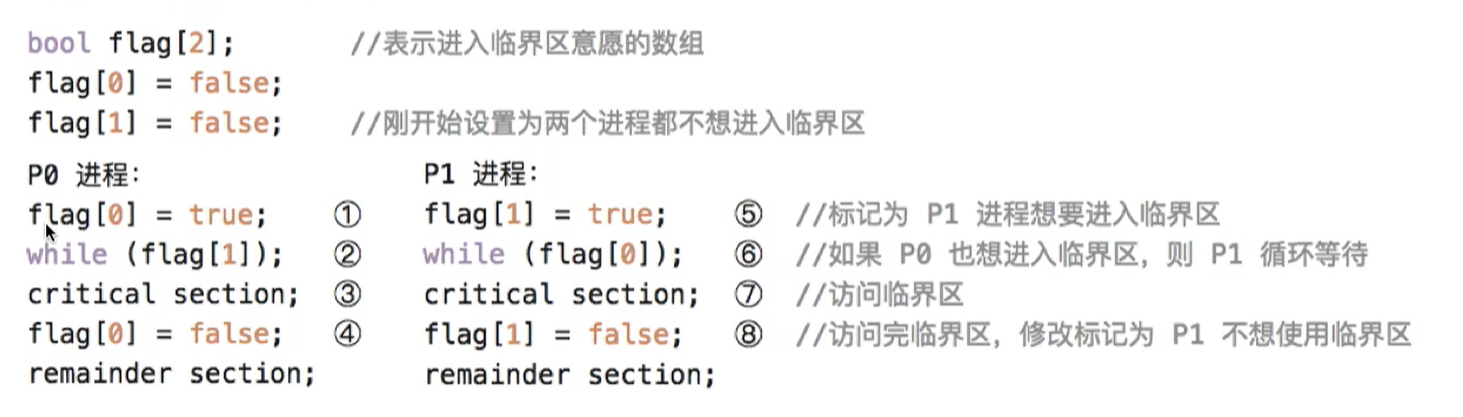 bool flag[2]; //表示进入临界区意愿的数组
flag[0] = false;
flag[1] = false; //刚开始设置为两个进程都不想进入临界区
P0 进程: P1 进程:
flag[0] = true; ① flag[1] = true; ⑤ //标记为 P1 进程想要进入临界区
while (flag[1]); ② while (flag[0]); ⑥ //如果 P0 也想进入临界区，则 P1 循环等待
critical section; ③ critical section; ⑦ //访问临界区
flag[0] = false; ④ flag[1] = false; ⑧ //访问完临界区，修改标记为 P1 不想使用临界区
remainder section; remainder section;